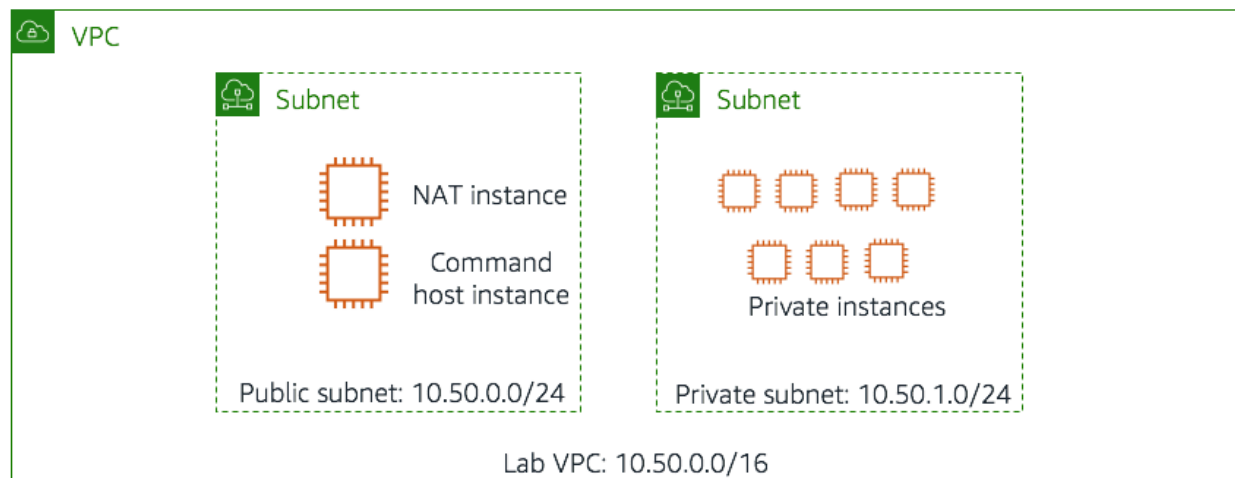 VPC
Subnet
NAT instance
Command
host instance
Public subnet: 10.50.0.0/24
Subnet
Private instances
Private subnet: 10.50.1.0/24
Lab VPC: 10.50.0.0/16